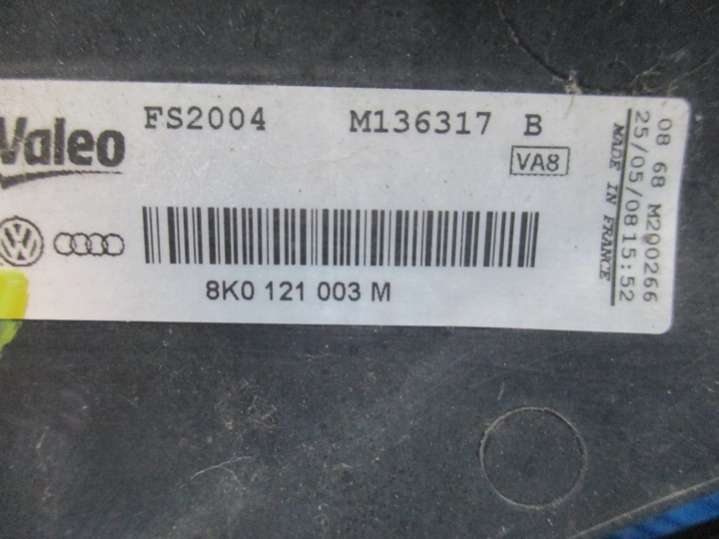 Valeo FS2004 M136317 B
VA8
8K0 121 003 M
08 68 M200266
25/05/08 15:52
MADE IN FRANCE